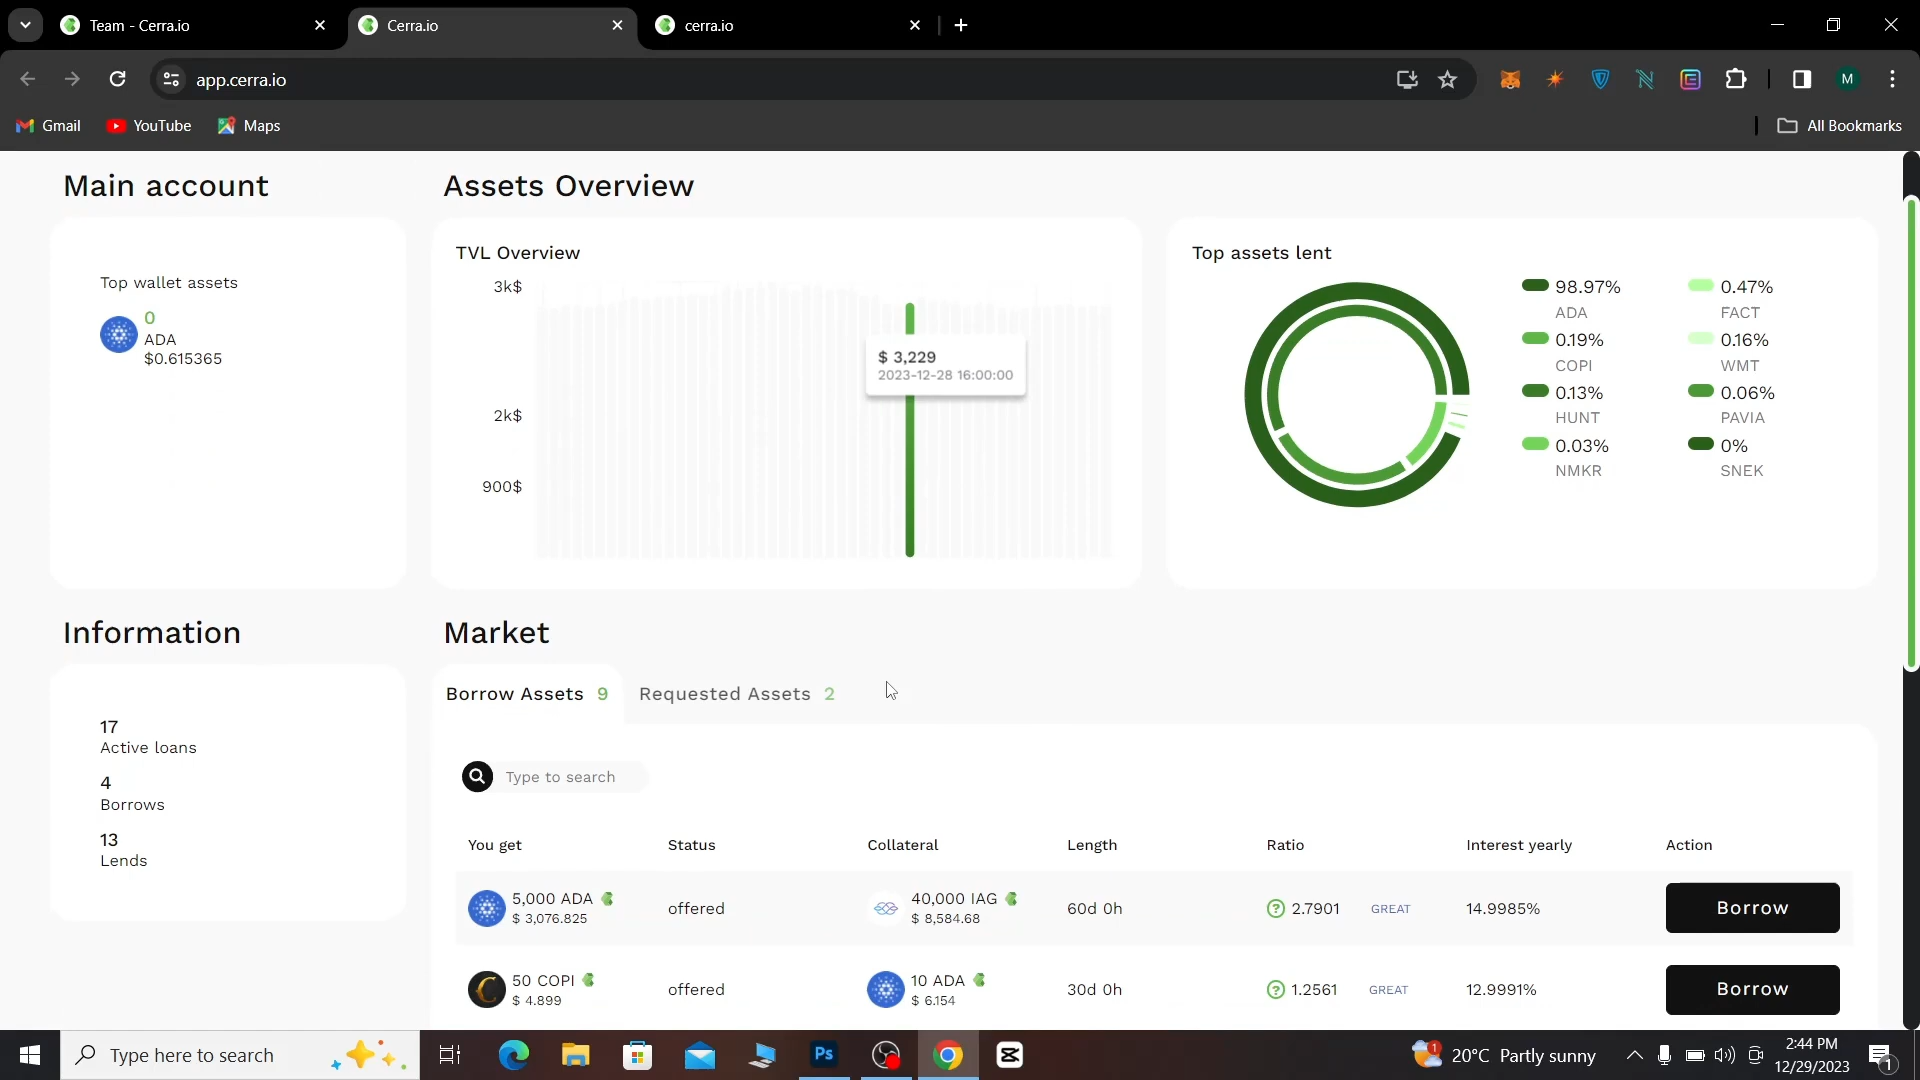 Team - Cerra.io
Cerra.io
cerra.io
app.cerra.io
M
Gmail
YouTube
Maps
All Bookmarks
Main account
Assets Overview
Top wallet assets
0
ADA
$0.615365
TVL Overview
3k$
2k$
900$
$ 3,229
2023-12-28 16:00:00
Top assets lent
98.97%
ADA
0.47%
FACT
0.19%
COPI
0.16%
WMT
0.13%
HUNT
0.06%
PAVIA
0.03%
NMKR
0%
SNEK
Information
17
Active loans
4
Borrows
13
Lends
Market
Borrow Assets 9
Requested Assets 2
Type to search
You get Status Collateral Length Ratio Interest yearly Action
5,000 ADA
$ 3,076.825
offered
40,000 IAG
$ 8,584.68
60d 0h
? 2.7901 GREAT
14.9985%
Borrow
50 COPI
$ 4.899
offered
10 ADA
$ 6.154
30d 0h
? 1.2561 GREAT
12.9991%
Borrow
Type here to search
Ps
1
20°C Partly sunny
2:44 PM
12/29/2023
1